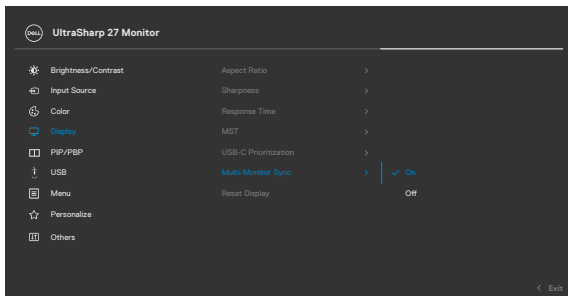 DELL UltraSharp 27 Monitor
Brightness/Contrast Aspect Ratio >
Input Source Sharpness >
Color Response Time >
Display MST >
PIP/PBP USB-C Prioritization >
USB Multi-Monitor Sync > ✓ On
Menu Reset Display Off
Personalize
Others
< Exit